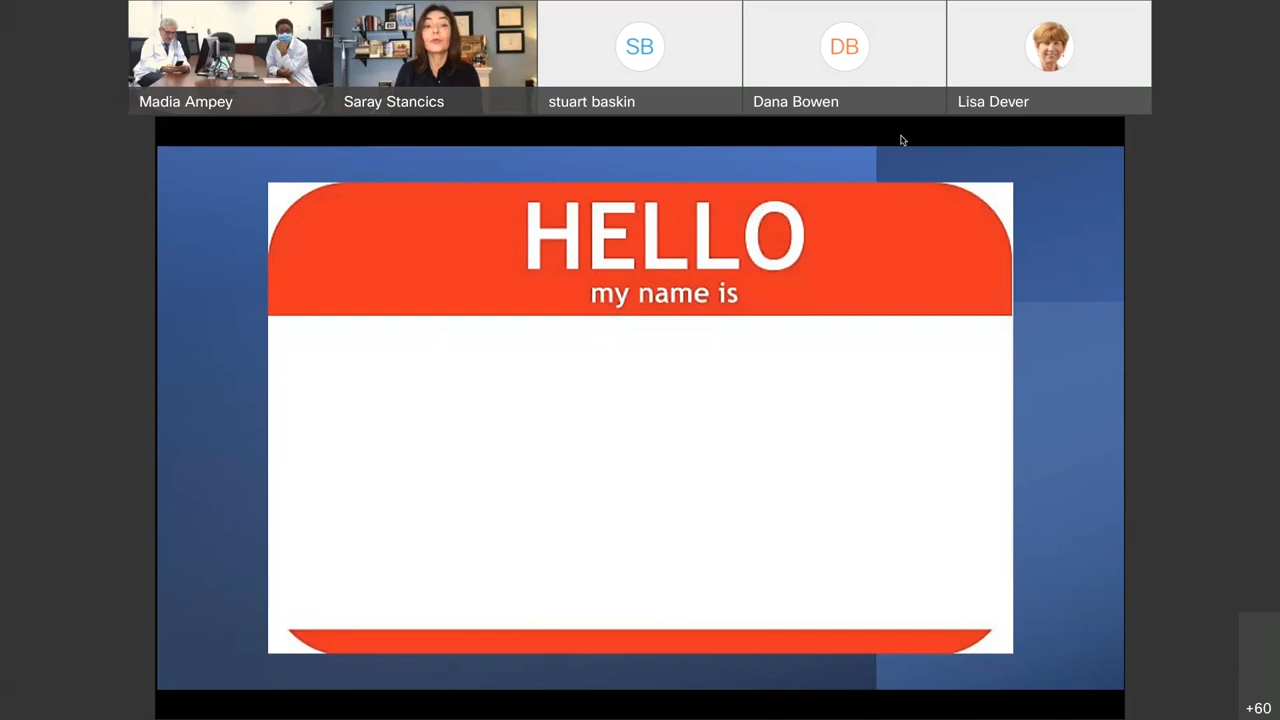 Madia Ampey
Saray Stancics
SB
stuart baskin
DB
Dana Bowen
Lisa Dever
HELLO
my name is
+60